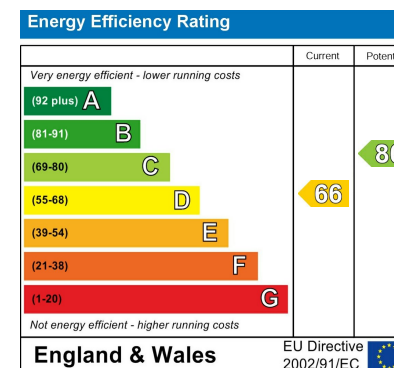 Energy Efficiency Rating
Current
Very energy efficient - lower running costs
(92 plus) A
(81-91) B
(69-80) C
(55-68) D
66
(39-54) E
(21-38) F
(1-20) G
Not energy efficient - higher running costs
England & Wales
EU Directive
2002/91/EC